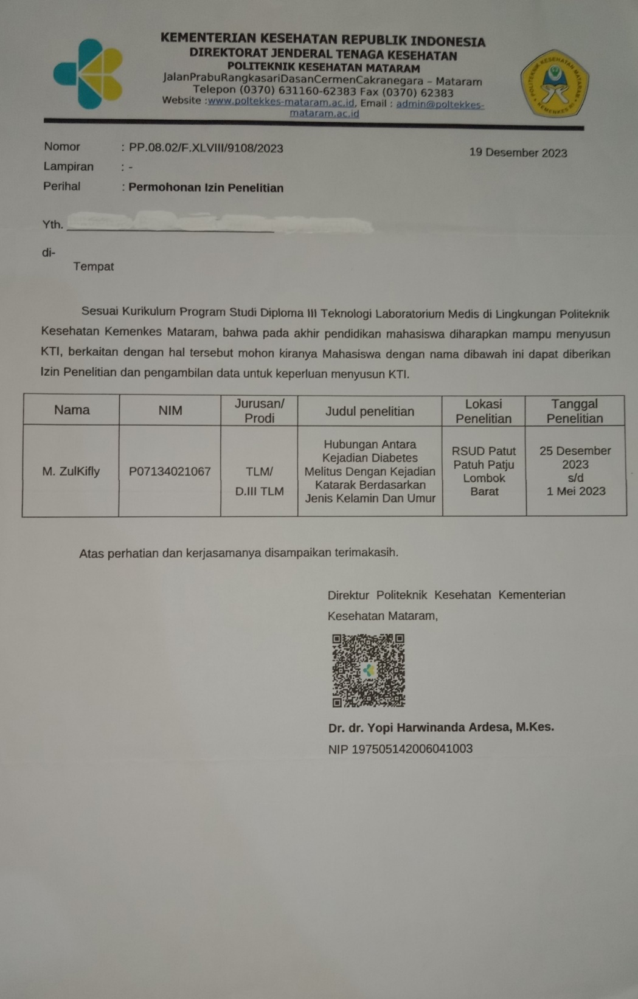 KEMENTERIAN KESEHATAN REPUBLIK INDONESIA
DIREKTORAT JENDERAL TENAGA KESEHATAN
POLITEKNIK KESEHATAN MATARAM
JalanPrabuRangkasariDasanCermenCakranegara – Mataram
Telepon (0370) 631160-62383 Fax (0370) 62383
Website :www.poltekkes-mataram.ac.id, Email : admin@poltekkes-
mataram.ac.id
POLITEKNIK KESEHATAN MATARAM
KEMENKES RI
Nomor : PP.08.02/F.XLVIII/9108/2023 19 Desember 2023
Lampiran : -
Perihal : Permohonan Izin Penelitian
Yth.
di-
Tempat
Sesuai Kurikulum Program Studi Diploma III Teknologi Laboratorium Medis di Lingkungan Politeknik
Kesehatan Kemenkes Mataram, bahwa pada akhir pendidikan mahasiswa diharapkan mampu menyusun
KTI, berkaitan dengan hal tersebut mohon kiranya Mahasiswa dengan nama dibawah ini dapat diberikan
Izin Penelitian dan pengambilan data untuk keperluan menyusun KTI.
Nama
NIM
Jurusan/
Prodi
Judul penelitian
Lokasi
Penelitian
Tanggal
Penelitian
M. ZulKifly
P07134021067
TLM/
D.III TLM
Hubungan Antara
Kejadian Diabetes
Melitus Dengan Kejadian
Katarak Berdasarkan
Jenis Kelamin Dan Umur
RSUD Patut
Patuh Patju
Lombok
Barat
25 Desember
2023
s/d
1 Mei 2023
Atas perhatian dan kerjasamanya disampaikan terimakasih.
Direktur Politeknik Kesehatan Kementerian
Kesehatan Mataram,
Dr. dr. Yopi Harwinanda Ardesa, M.Kes.
NIP 197505142006041003